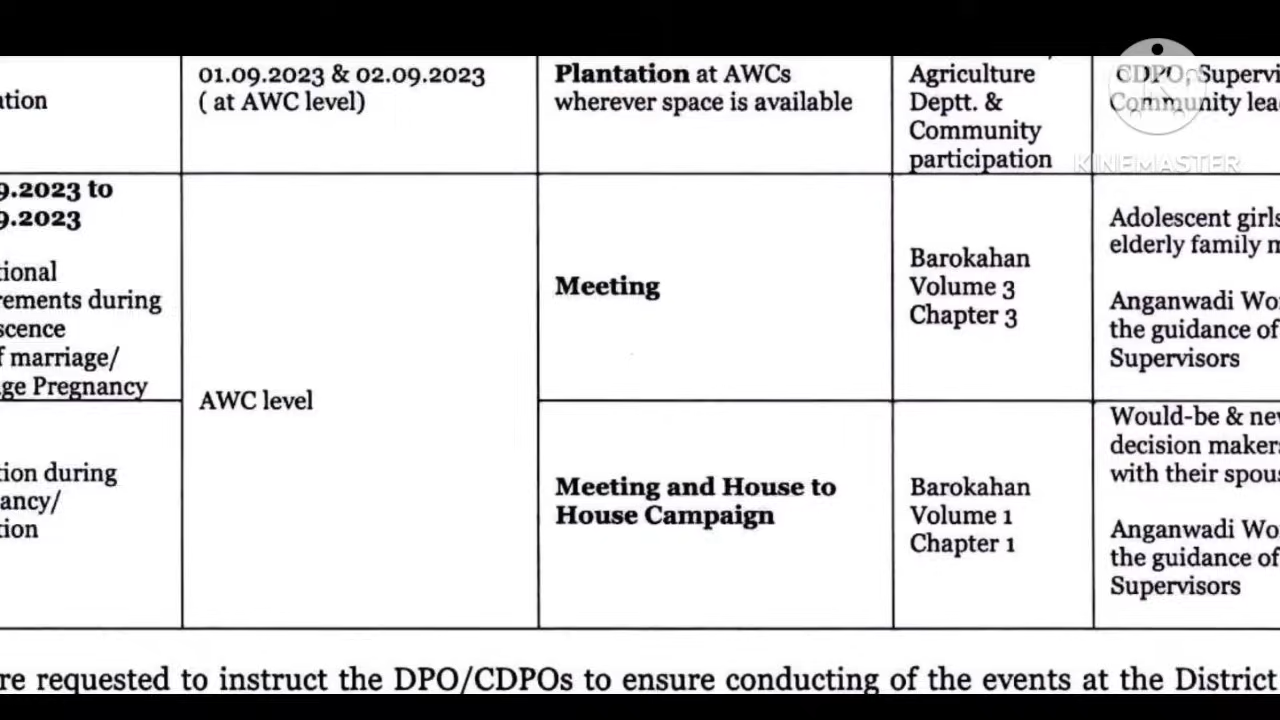 ation
01.09.2023 & 02.09.2023
( at AWC level)
Plantation at AWCs
wherever space is available
Agriculture
Deptt. &
Community
participation
CDPO, Supervi
Community lea
KINEMASTER
9.2023 to
9.2023
tional
rements during
scence
f marriage/
ge Pregnancy
AWC level
Meeting
Barokahan
Volume 3
Chapter 3
Adolescent girls
elderly family m
Anganwadi Wo
the guidance of
Supervisors
tion during
ancy/
tion
Meeting and House to
House Campaign
Barokahan
Volume 1
Chapter 1
Would-be & new
decision makers
with their spous
Anganwadi Wo
the guidance of
Supervisors
re requested to instruct the DPO/CDPOs to ensure conducting of the events at the District